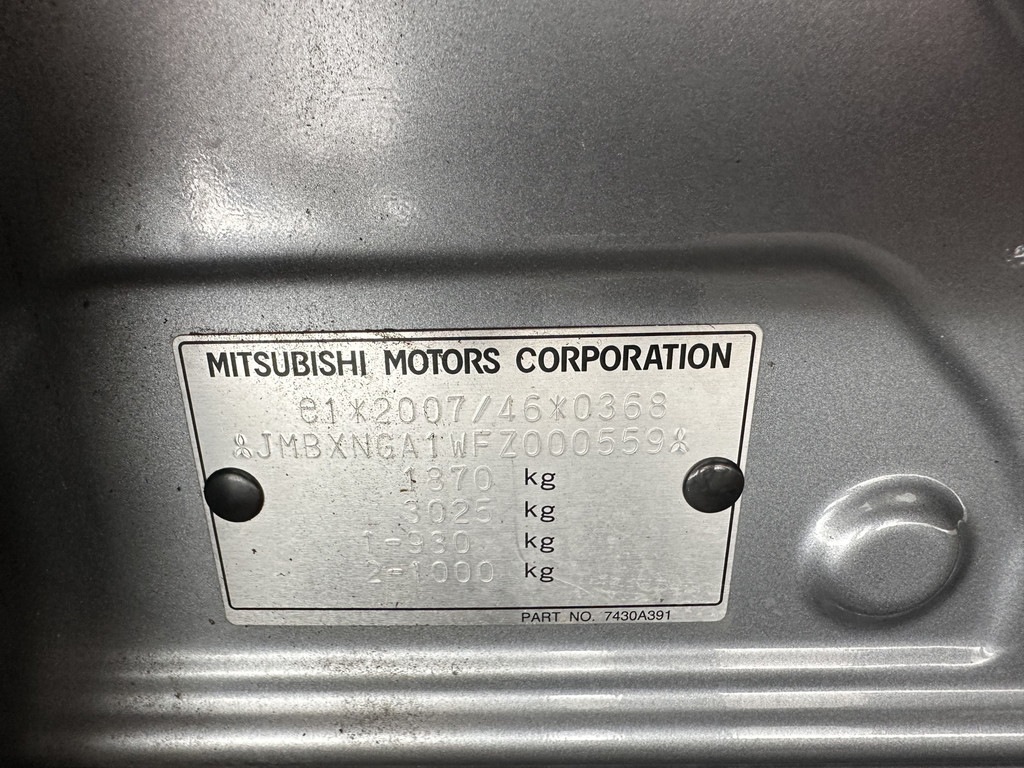 MITSUBISHI MOTORS CORPORATION
e1*2007/46*0368
JMBXNGA1WFZ000559
1370 kg
3025 kg
1-930 kg
2-1000 kg
PART NO. 7430A391